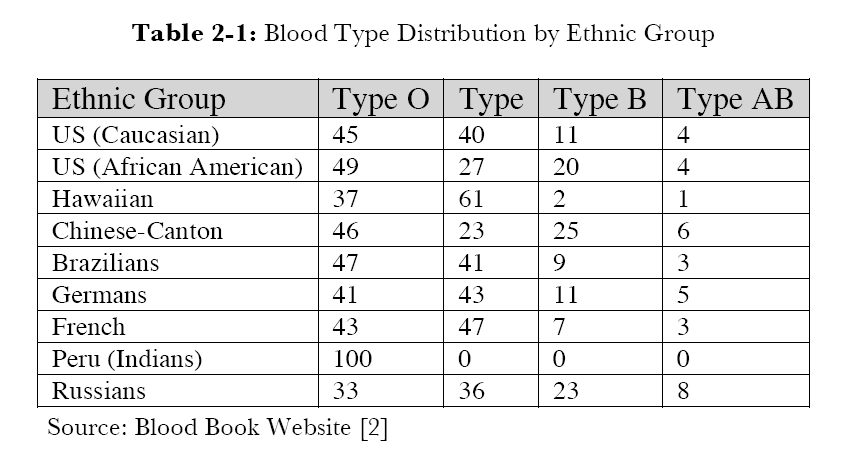 Table 2-1: Blood Type Distribution by Ethnic Group
Ethnic Group Type O Type Type B Type AB
US (Caucasian) 45 40 11 4
US (African American) 49 27 20 4
Hawaiian 37 61 2 1
Chinese-Canton 46 23 25 6
Brazilians 47 41 9 3
Germans 41 43 11 5
French 43 47 7 3
Peru (Indians) 100 0 0 0
Russians 33 36 23 8
Source: Blood Book Website [2]